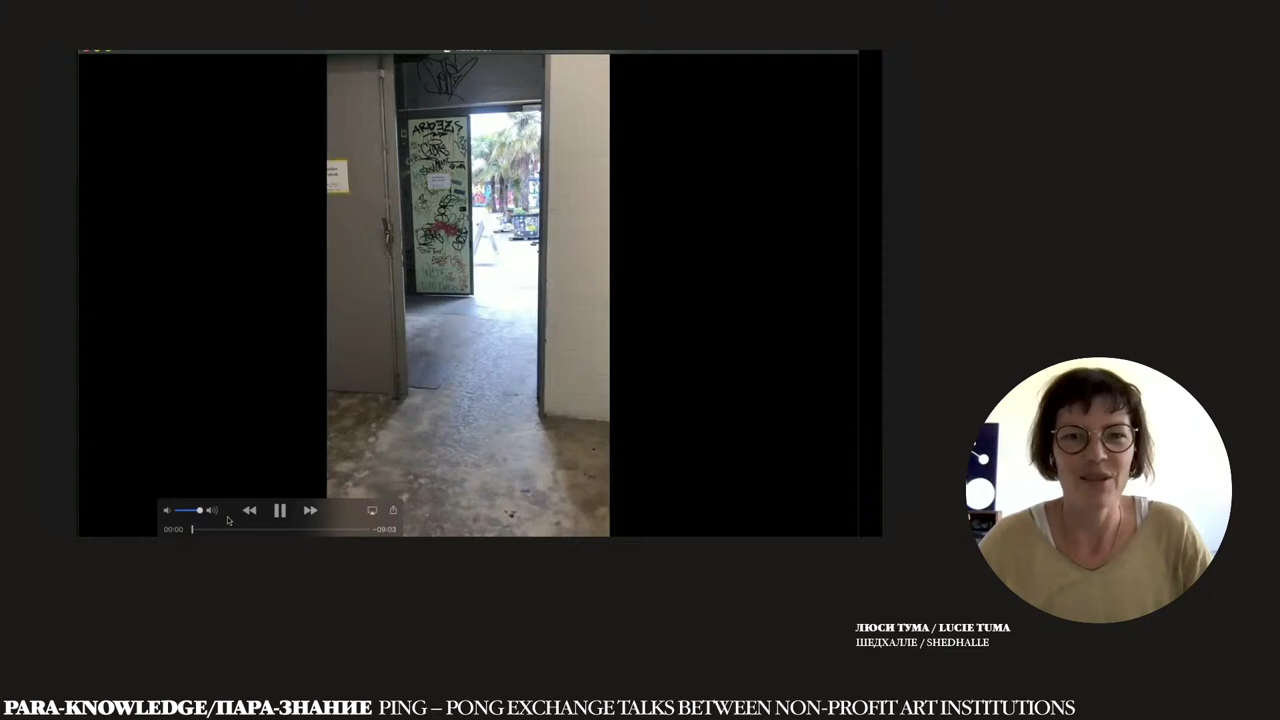 ARDEZ
00:00
-09:03
ЛЮСИ ТУМА / LUCIE TUMA
ШЕДХАЛЛЕ / SHEDHALLE
PARA-KNOWLEDGE/ПАРА-ЗНАНИЕ PING – PONG EXCHANGE TALKS BETWEEN NON-PROFIT ART INSTITUTIONS